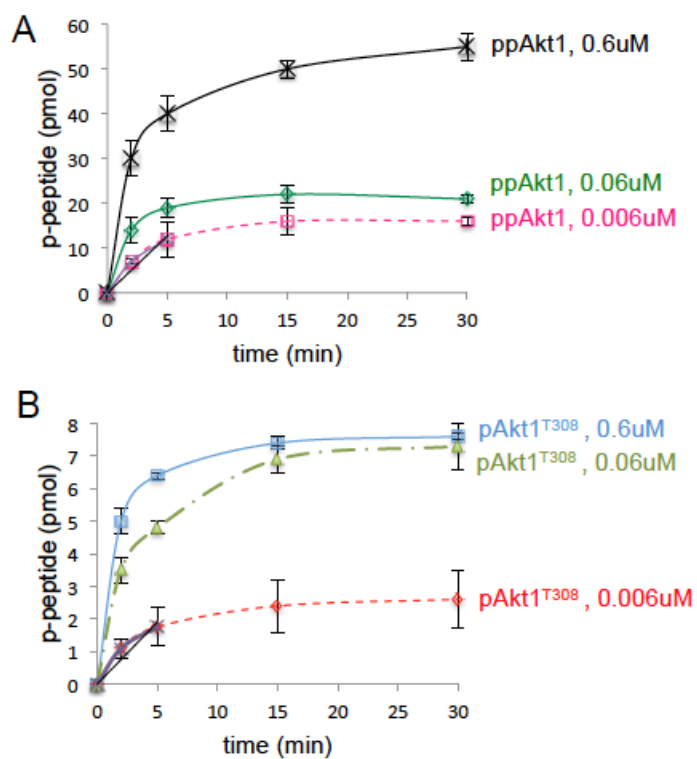 A
60
50
40
30
20
10
0
p-peptide (pmol)
0 5 10 15 20 25 30
time (min)
ppAkt1, 0.6uM
ppAkt1, 0.06uM
ppAkt1, 0.006uM
B
8
7
6
5
4
3
2
1
0
p-peptide (pmol)
0 5 10 15 20 25 30
time (min)
pAkt1T308 , 0.6uM
pAkt1T308 , 0.06uM
pAkt1T308 , 0.006uM